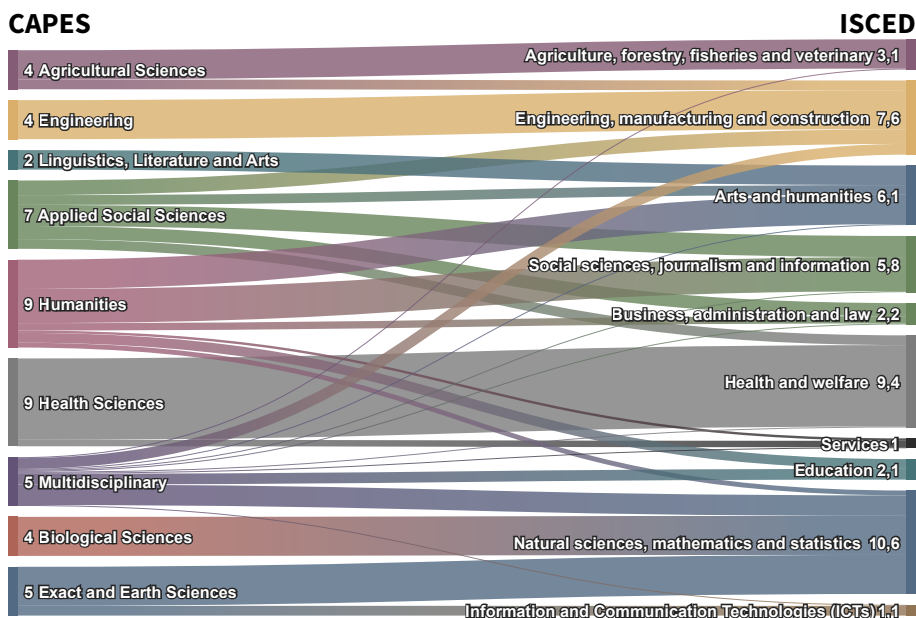 CAPES
ISCED
4 Agricultural Sciences
4 Engineering
2 Linguistics, Literature and Arts
7 Applied Social Sciences
9 Humanities
9 Health Sciences
5 Multidisciplinary
4 Biological Sciences
5 Exact and Earth Sciences
Agriculture, forestry, fisheries and veterinary 3,1
Engineering, manufacturing and construction 7,6
Arts and humanities 6,1
Social sciences, journalism and information 5,8
Business, administration and law 2,2
Health and welfare 9,4
Services 1
Education 2,1
Natural sciences, mathematics and statistics 10,6
Information and Communication Technologies (ICTs) 1,1